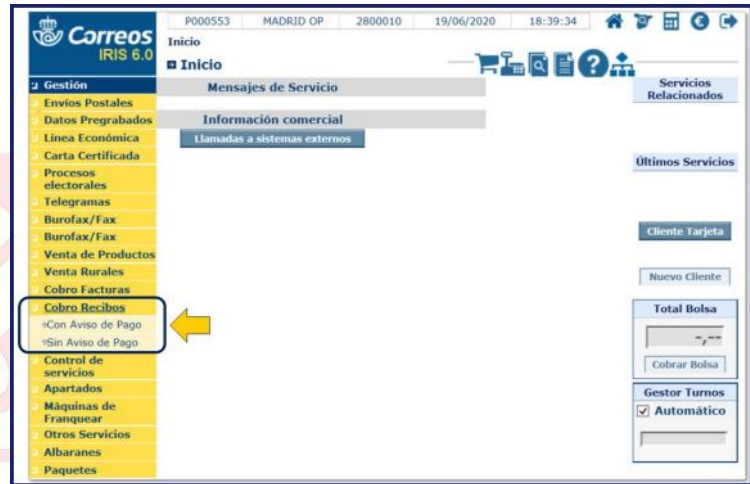 Correos
IRIS 6.0
P000553 MADRID OP 2800010 19/06/2020 18:39:34
Inicio
Inicio
Mensajes de Servicio
Información comercial
Llamadas a sistemas externos
Gestión
Envíos Postales
Datos Pregrabados
Línea Económica
Carta Certificada
Procesos
electorales
Telegramas
Burofax/Fax
Burofax/Fax
Venta de Productos
Venta Rurales
Cobro Facturas
Cobro Recibos
Con Aviso de Pago
Sin Aviso de Pago
Control de
servicios
Apartados
Máquinas de
Franquear
Otros Servicios
Albaranes
Paquetes
Servicios
Relacionados
Últimos Servicios
Cliente Tarjeta
Nuevo Cliente
Total Bolsa
-,--
Cobrar Bolsa
Gestor Turnos
Automático